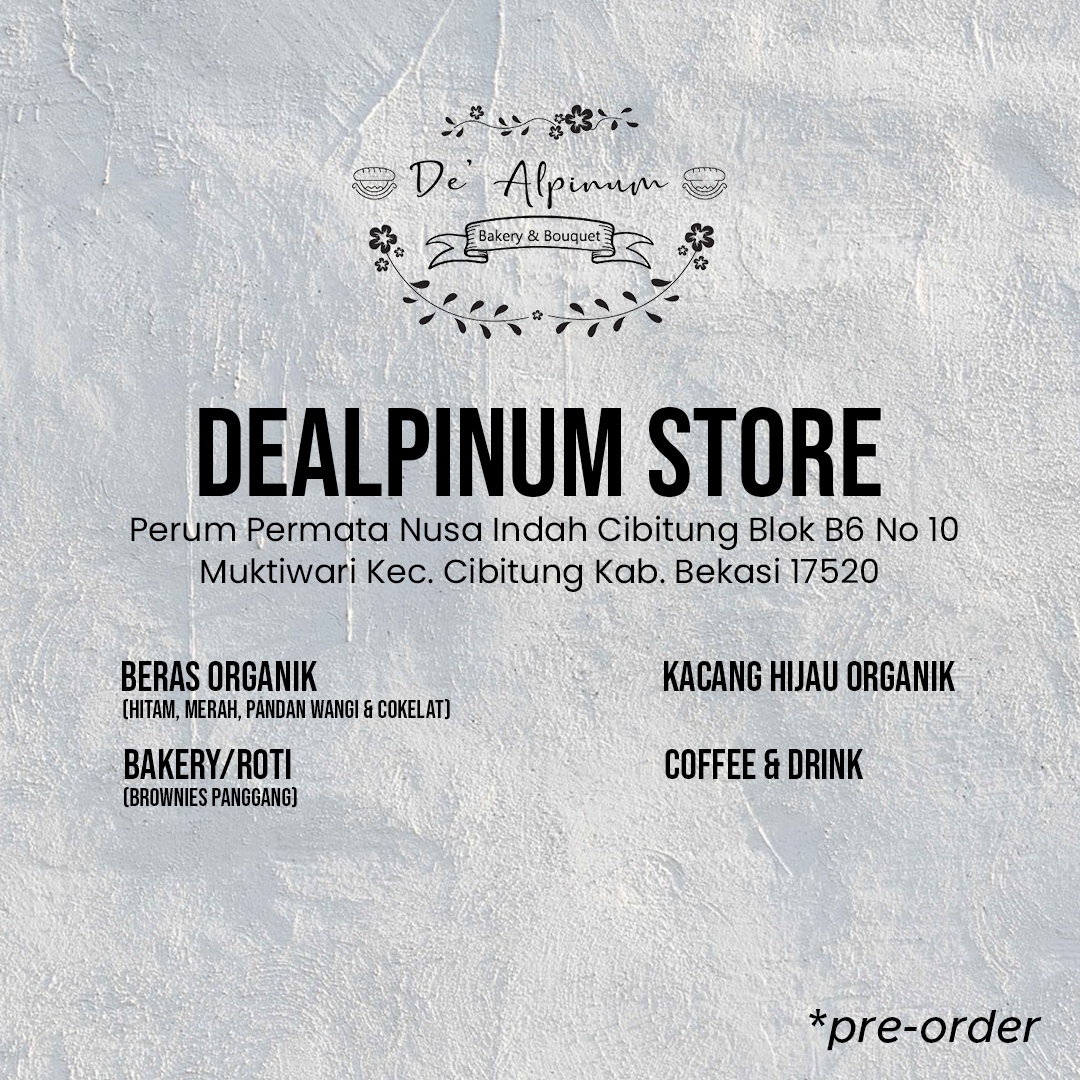 De' Alpinum
Bakery & Bouquet
DEALPINUM STORE
Perum Permata Nusa Indah Cibitung Blok B6 No 10
Muktiwari Kec. Cibitung Kab. Bekasi 17520
BERAS ORGANIK
(HITAM, MERAH, PANDAN WANGI & COKELAT)
KACANG HIJAU ORGANIK
BAKERY/ROTI
(BROWNIES PANGGANG)
COFFEE & DRINK
*pre-order